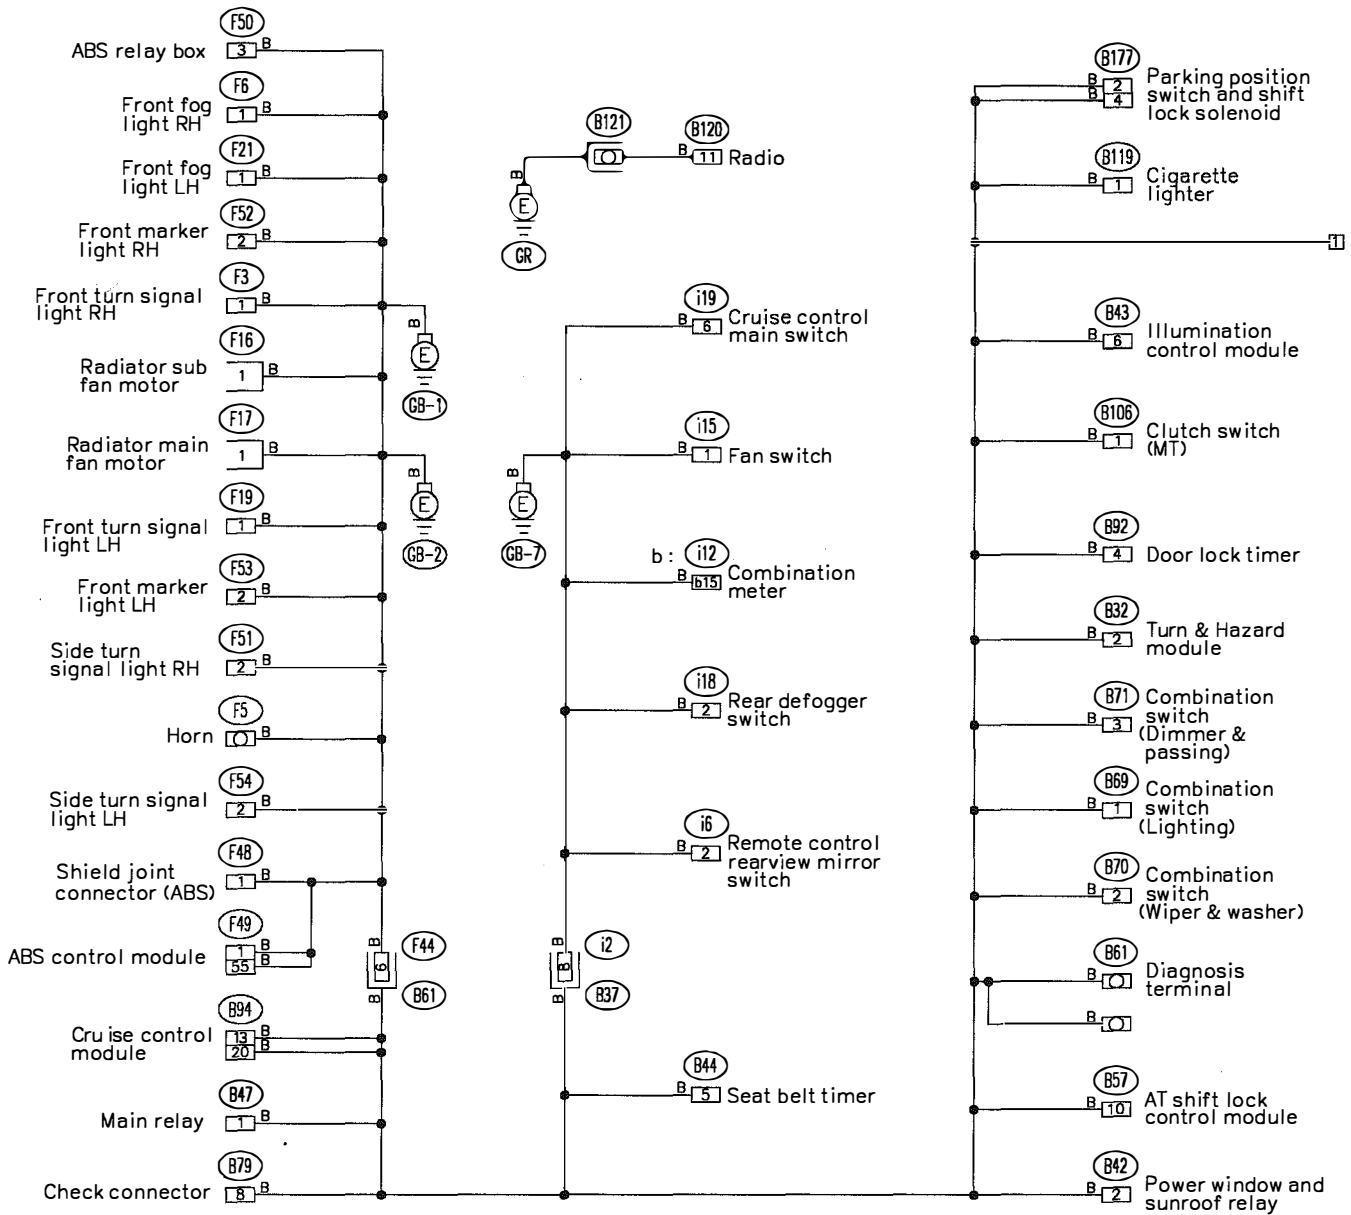 F50
ABS relay box
3
B
F6
Front fog
light RH
1
B
F21
Front fog
light LH
1
B
F52
Front marker
light RH
2
B
F3
Front turn signal
light RH
1
B
B
E
GB-1
F16
Radiator sub
fan motor
1
B
F17
Radiator main
fan motor
1
B
B
E
GB-2
F19
Front turn signal
light LH
1
B
F53
Front marker
light LH
2
B
F51
Side turn
signal light RH
2
B
F5
Horn
B
F54
Side turn signal
light LH
2
B
F48
Shield joint
connector (ABS)
1
B
F49
ABS control module
1
B
55
B
B
F44
6
B
B61
B94
Cruise control
module
13
B
20
B
B47
Main relay
1
B
B79
Check connector
8
B
B121
B120
B
11
Radio
B
E
GR
i19
B
6
Cruise control
main switch
i15
B
1
Fan switch
B
E
GB-7
b:
i12
B
b15
Combination
meter
i18
B
2
Rear defogger
switch
i6
B
2
Remote control
rearview mirror
switch
B
i2
8
B
B37
B44
B
5
Seat belt timer
B177
B
2
B
4
Parking position
switch and shift
lock solenoid
B119
B
1
Cigarette
lighter
1
B43
B
6
Illumination
control module
B106
B
1
Clutch switch
(MT)
B92
B
4
Door lock timer
B32
B
2
Turn & Hazard
module
B71
B
3
Combination
switch
(Dimmer &
passing)
B69
B
1
Combination
switch
(Lighting)
B70
B
2
Combination
switch
(Wiper & washer)
B61
B
Diagnosis
terminal
B
B57
B
10
AT shift lock
control module
B42
B
2
Power window and
sunroof relay